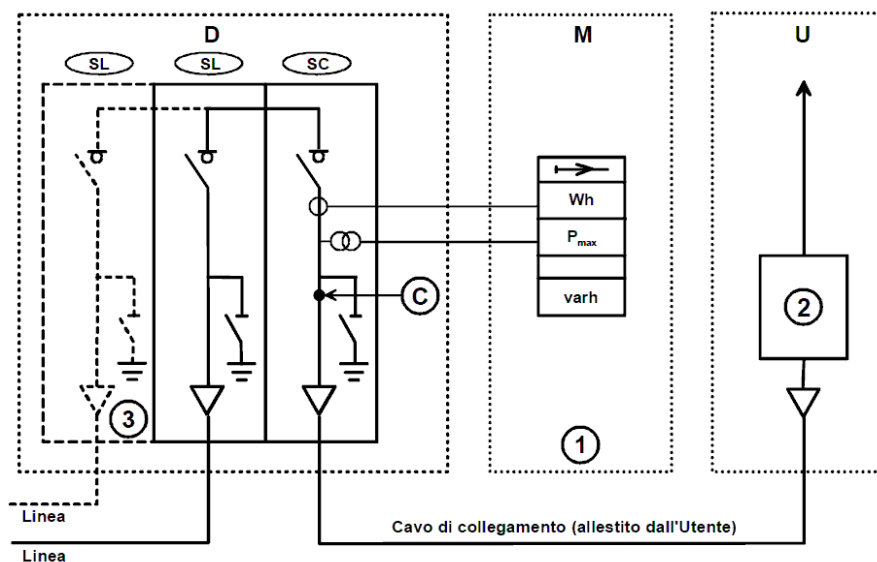 D
M
U
SL
SL
SC
Wh
Pmax
varh
C
2
3
1
Linea
Cavo di collegamento (allestito dall'Utente)
Linea